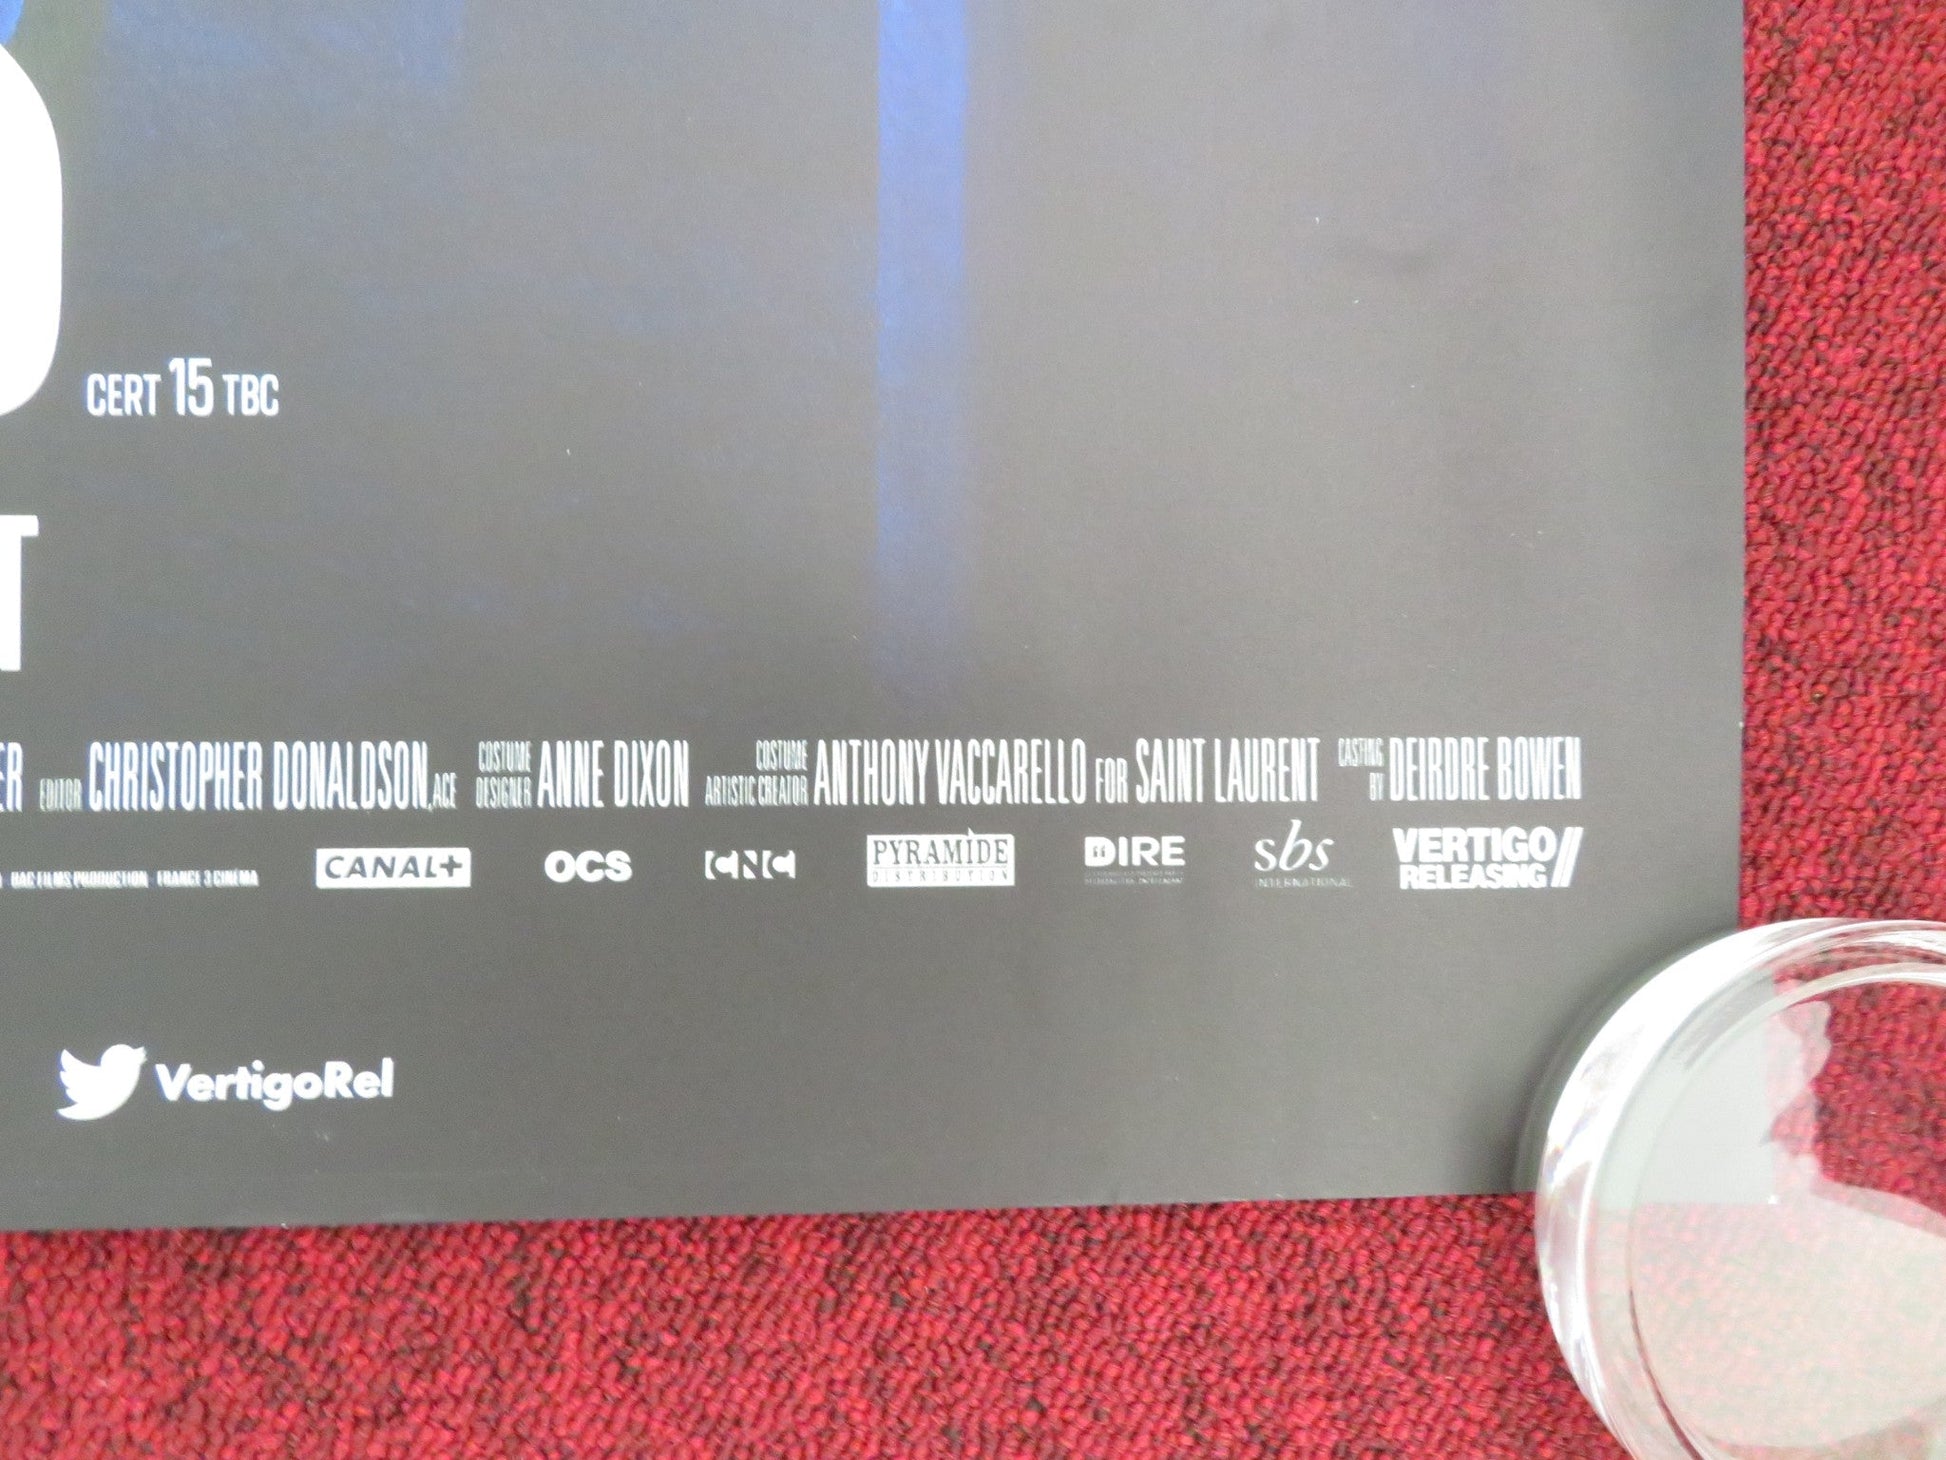 CERT 15 TBC
EDITOR CHRISTOPHER DONALDSON, ACE COSTUME DESIGNER ANNE DIXON COSTUME ARTISTIC CREATOR ANTHONY VACCARELLO FOR SAINT LAURENT CASTING BY DEIRDRE BOWEN
FRANCE 3 CINEMA CANAL+ OCS CNC PYRAMIDE DISTRIBUTION DIRE sbs INTERNATIONAL VERTIGO RELEASING
VertigoRel